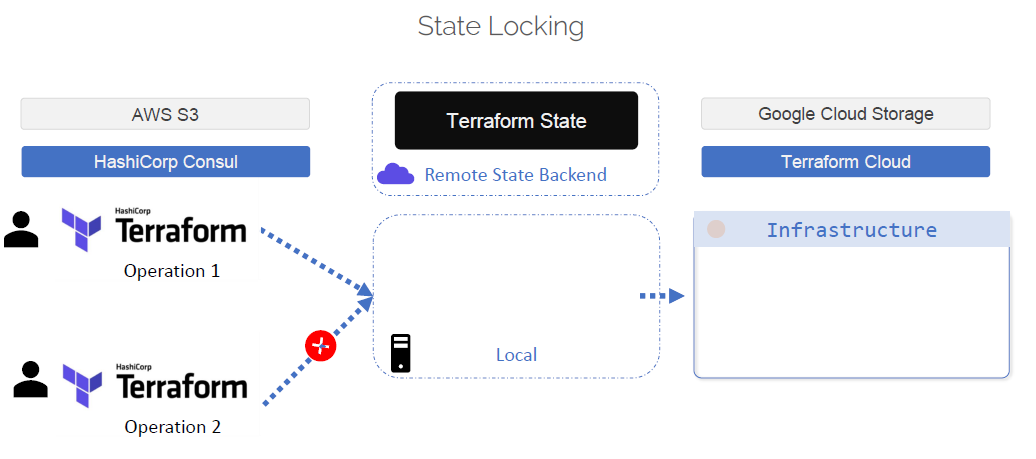 State Locking
AWS S3
HashiCorp Consul
Terraform State
Remote State Backend
Google Cloud Storage
Terraform Cloud
HashiCorp
Terraform
Operation 1
Local
Infrastructure
HashiCorp
Terraform
Operation 2